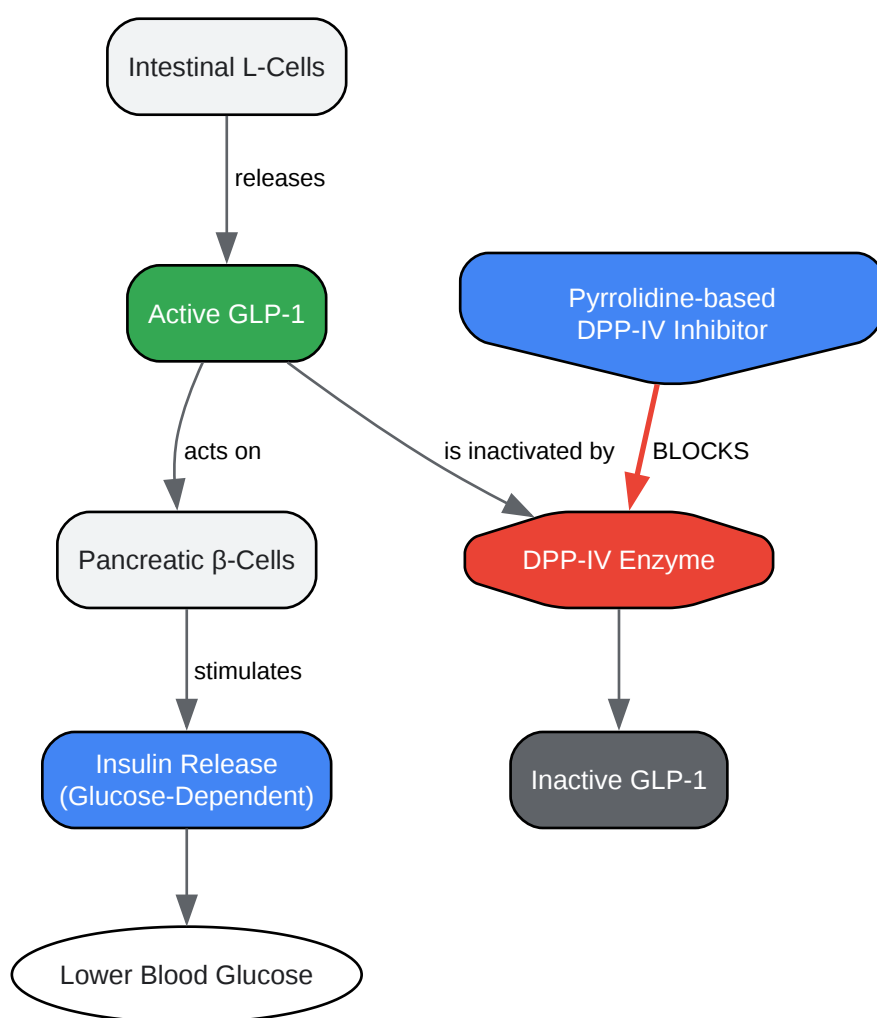 Intestinal L-Cells
releases
Active GLP-1
Pyrrolidine-based
DPP-IV Inhibitor
acts on
is inactivated by
BLOCKS
Pancreatic β-Cells
DPP-IV Enzyme
stimulates
Insulin Release
(Glucose-Dependent)
Inactive GLP-1
Lower Blood Glucose